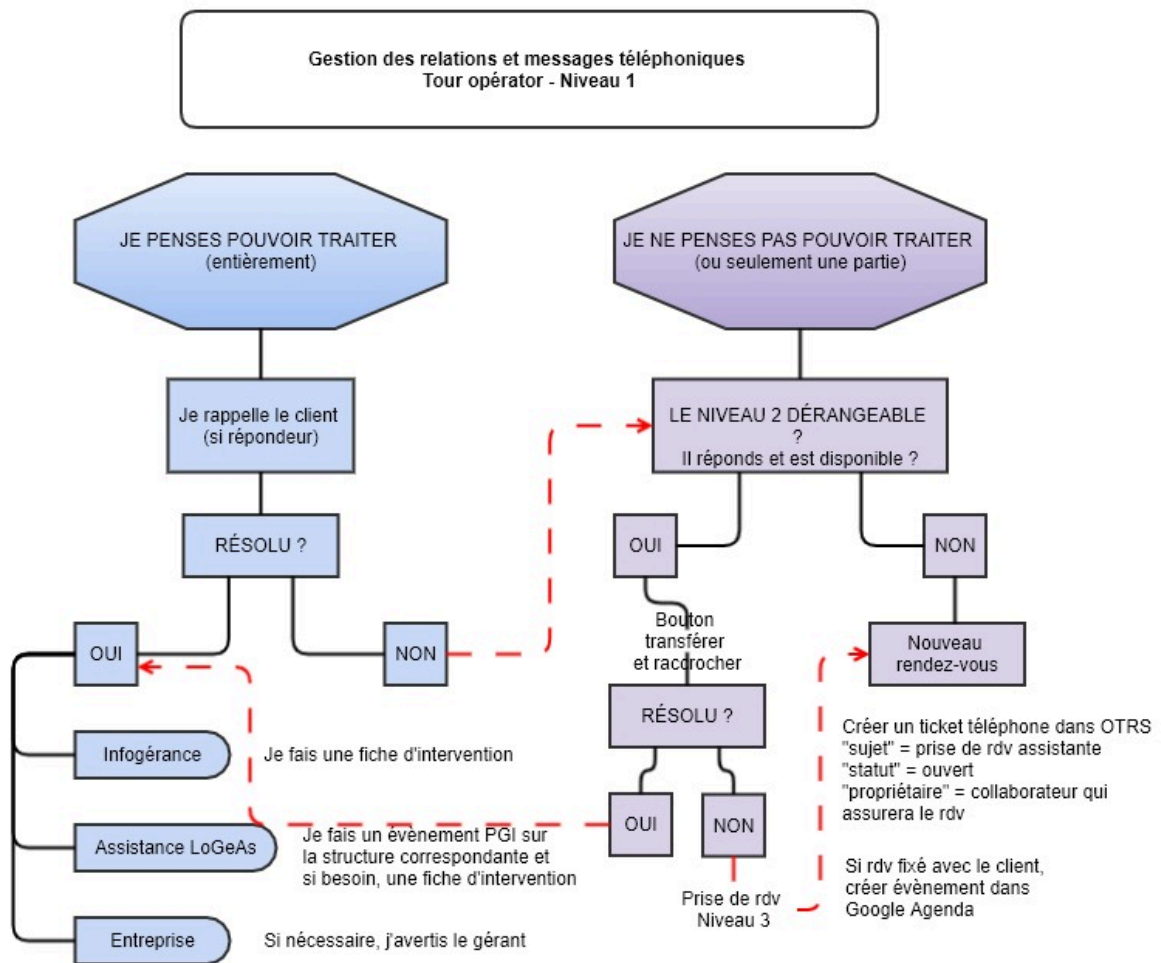 Gestion des relations et messages téléphoniques
Tour opérator - Niveau 1
JE PENSES POUVOIR TRAITER
(entièrement)
Je rappelle le client
(si répondeur)
RÉSOLU ?
OUI
NON
Infogérance
Je fais une fiche d'intervention
Assistance LoGeAs
Je fais un évènement PGI sur
la structure correspondante et
si besoin, une fiche d'intervention
Entreprise
Si nécessaire, j'avertis le gérant
JE NE PENSES PAS POUVOIR TRAITER
(ou seulement une partie)
LE NIVEAU 2 DÉRANGEABLE
?
Il réponds et est disponible ?
OUI
NON
Bouton
transférer
et raccrocher
Nouveau
rendez-vous
RÉSOLU ?
OUI
NON
Prise de rdv
Niveau 3
Créer un ticket téléphone dans OTRS
"sujet" = prise de rdv assistante
"statut" = ouvert
"propriétaire" = collaborateur qui
assurera le rdv
Si rdv fixé avec le client,
créer évènement dans
Google Agenda